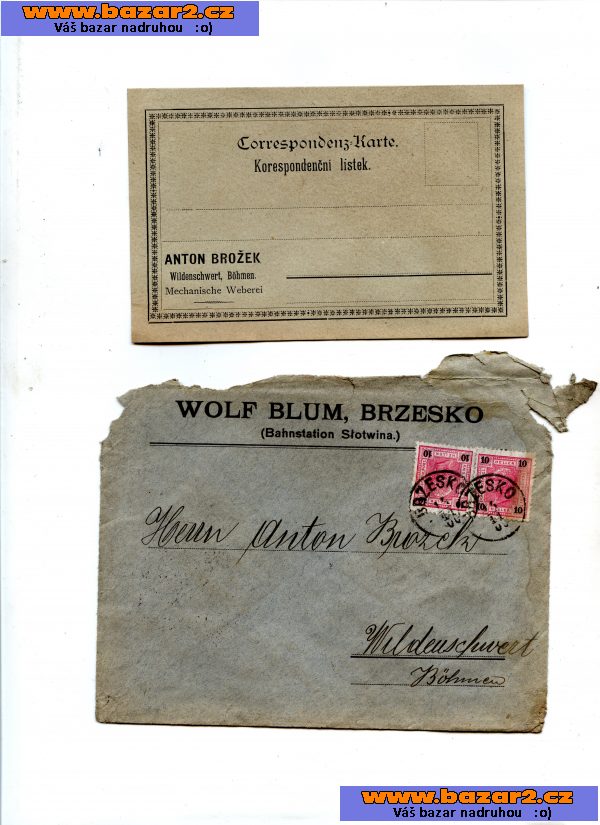 www.bazar2.cz
Váš bazar nadruhou :o)
Correspondenz-Karte.
Korespondenční lístek.
ANTON BROŽEK
Wildenschwert, Böhmen.
Mechanische Weberei
WOLF BLUM, BRZESKO
(Bahnstation Słotwina.)
10 10
10 10
BRZESKO BRZESKO
Herrn Anton Brozek
Wildenschwert
Böhmen
www.bazar2.cz
Váš bazar nadruhou :o)